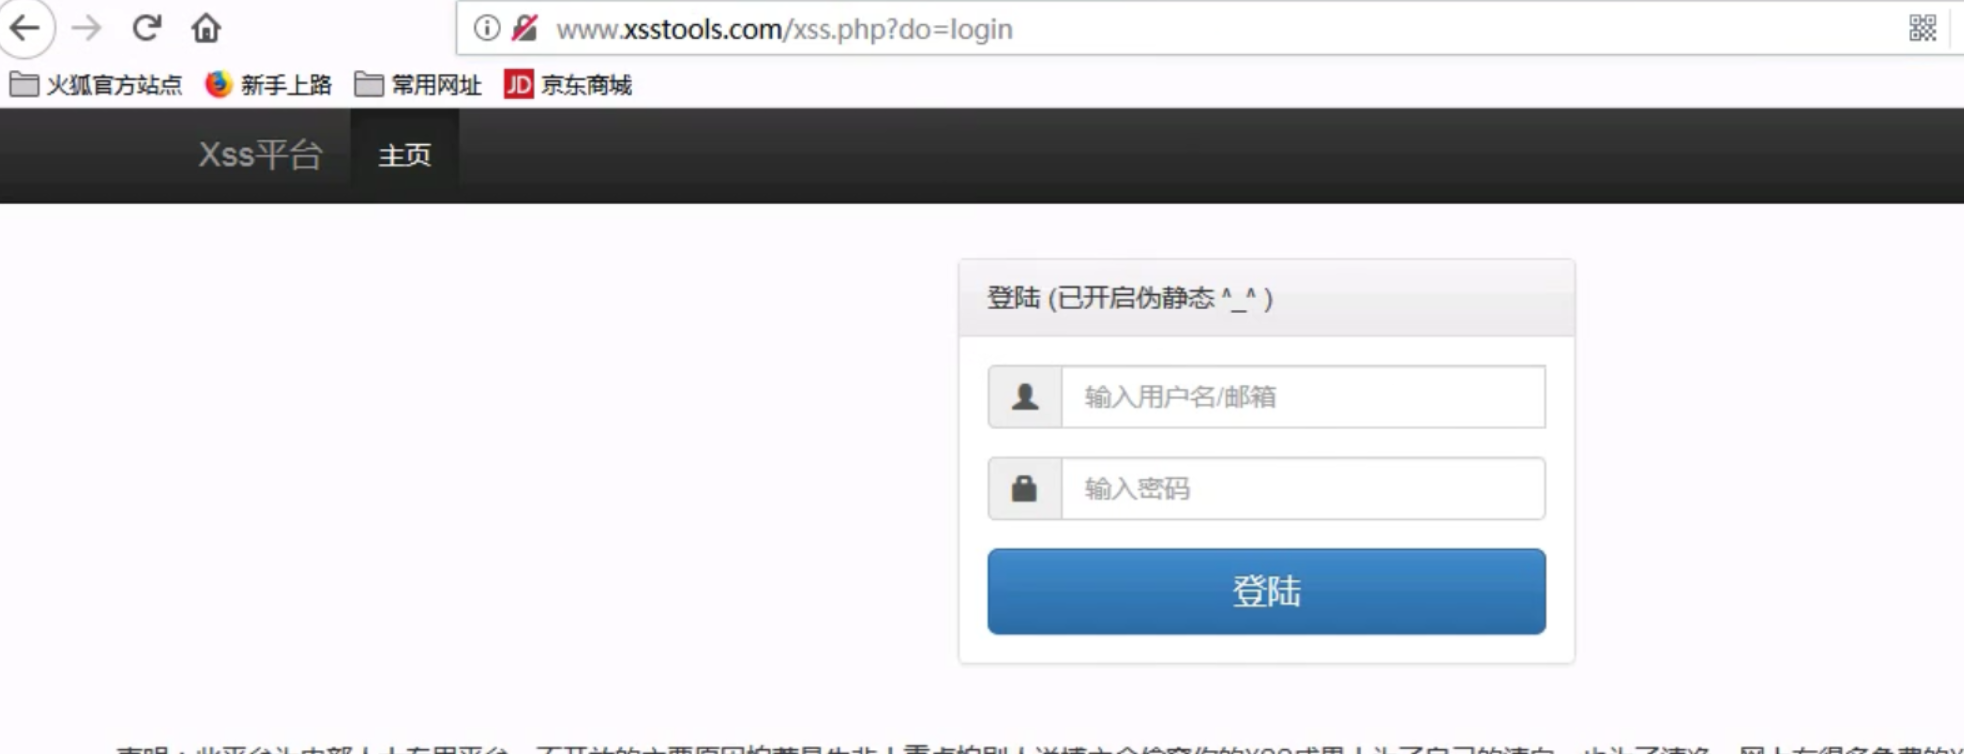 www.xsstools.com/xss.php?do=login
火狐官方站点 新手上路 常用网址 JD 京东商城
Xss平台 主页
登陆 (已开启伪静态 ^_^ )
输入用户名/邮箱
输入密码
登陆